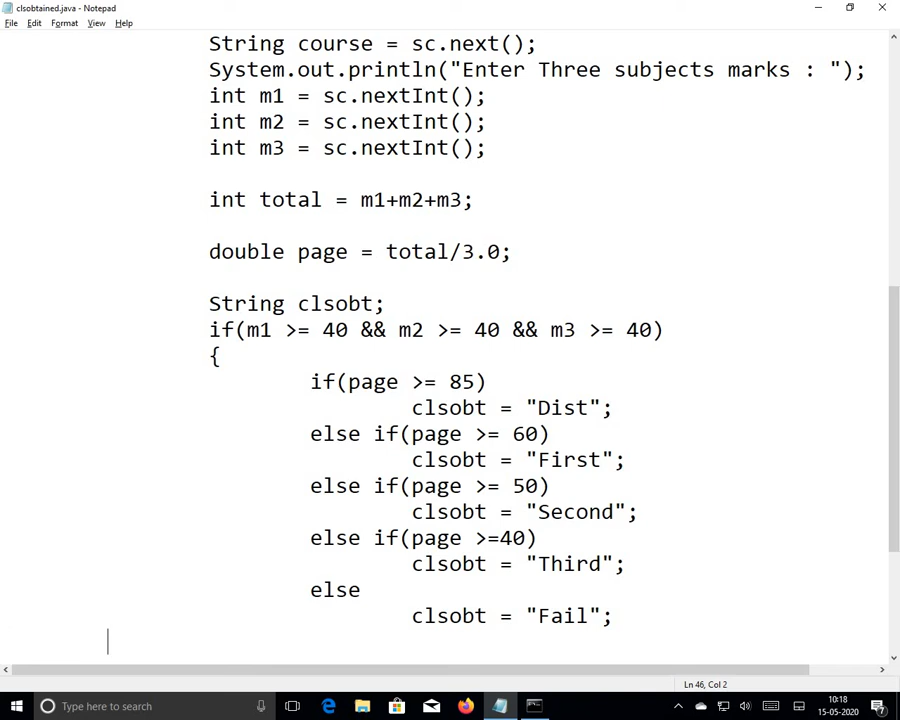 clsobtained.java - Notepad
File Edit Format View Help
String course = sc.next();
System.out.println("Enter Three subjects marks : ");
int m1 = sc.nextInt();
int m2 = sc.nextInt();
int m3 = sc.nextInt();
int total = m1+m2+m3;
double page = total/3.0;
String clsobt;
if(m1 >= 40 && m2 >= 40 && m3 >= 40)
{
if(page >= 85)
clsobt = "Dist";
else if(page >= 60)
clsobt = "First";
else if(page >= 50)
clsobt = "Second";
else if(page >=40)
clsobt = "Third";
else
clsobt = "Fail";
Ln 46, Col 2
Type here to search
10:18
15-05-2020
7